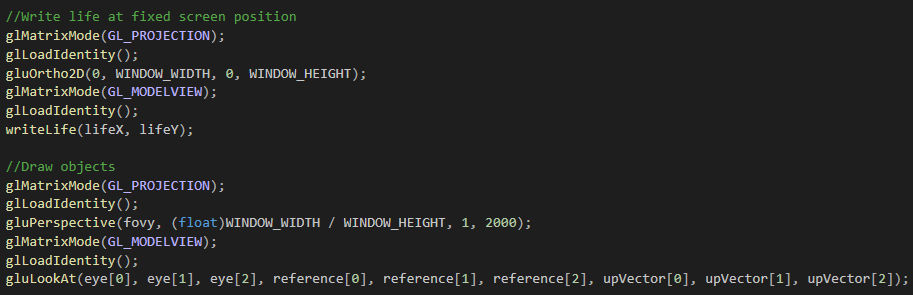 //Write life at fixed screen position
glMatrixMode(GL_PROJECTION);
glLoadIdentity();
gluOrtho2D(0, WINDOW_WIDTH, 0, WINDOW_HEIGHT);
glMatrixMode(GL_MODELVIEW);
glLoadIdentity();
writeLife(lifeX, lifeY);

//Draw objects
glMatrixMode(GL_PROJECTION);
glLoadIdentity();
gluPerspective(fovy, (float)WINDOW_WIDTH / WINDOW_HEIGHT, 1, 2000);
glMatrixMode(GL_MODELVIEW);
glLoadIdentity();
gluLookAt(eye[0], eye[1], eye[2], reference[0], reference[1], reference[2], upVector[0], upVector[1], upVector[2]);